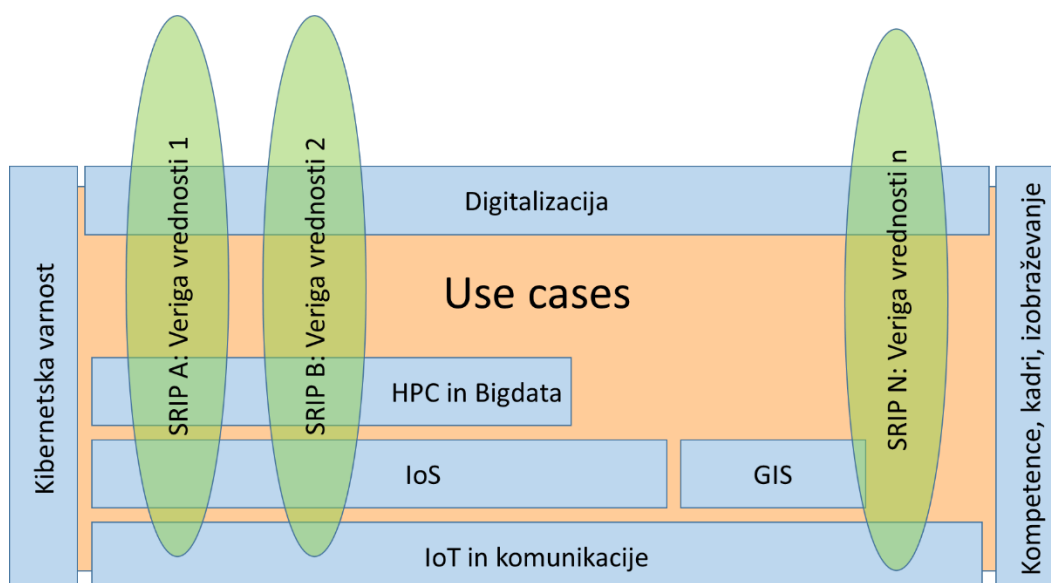 Kibernetska varnost
SRIP A: Veriga vrednosti 1
SRIP B: Veriga vrednosti 2
SRIP N: Veriga vrednosti n
Kompetence, kadri, izobraževanje
Digitalizacija
Use cases
HPC in Bigdata
IoS
GIS
IoT in komunikacije